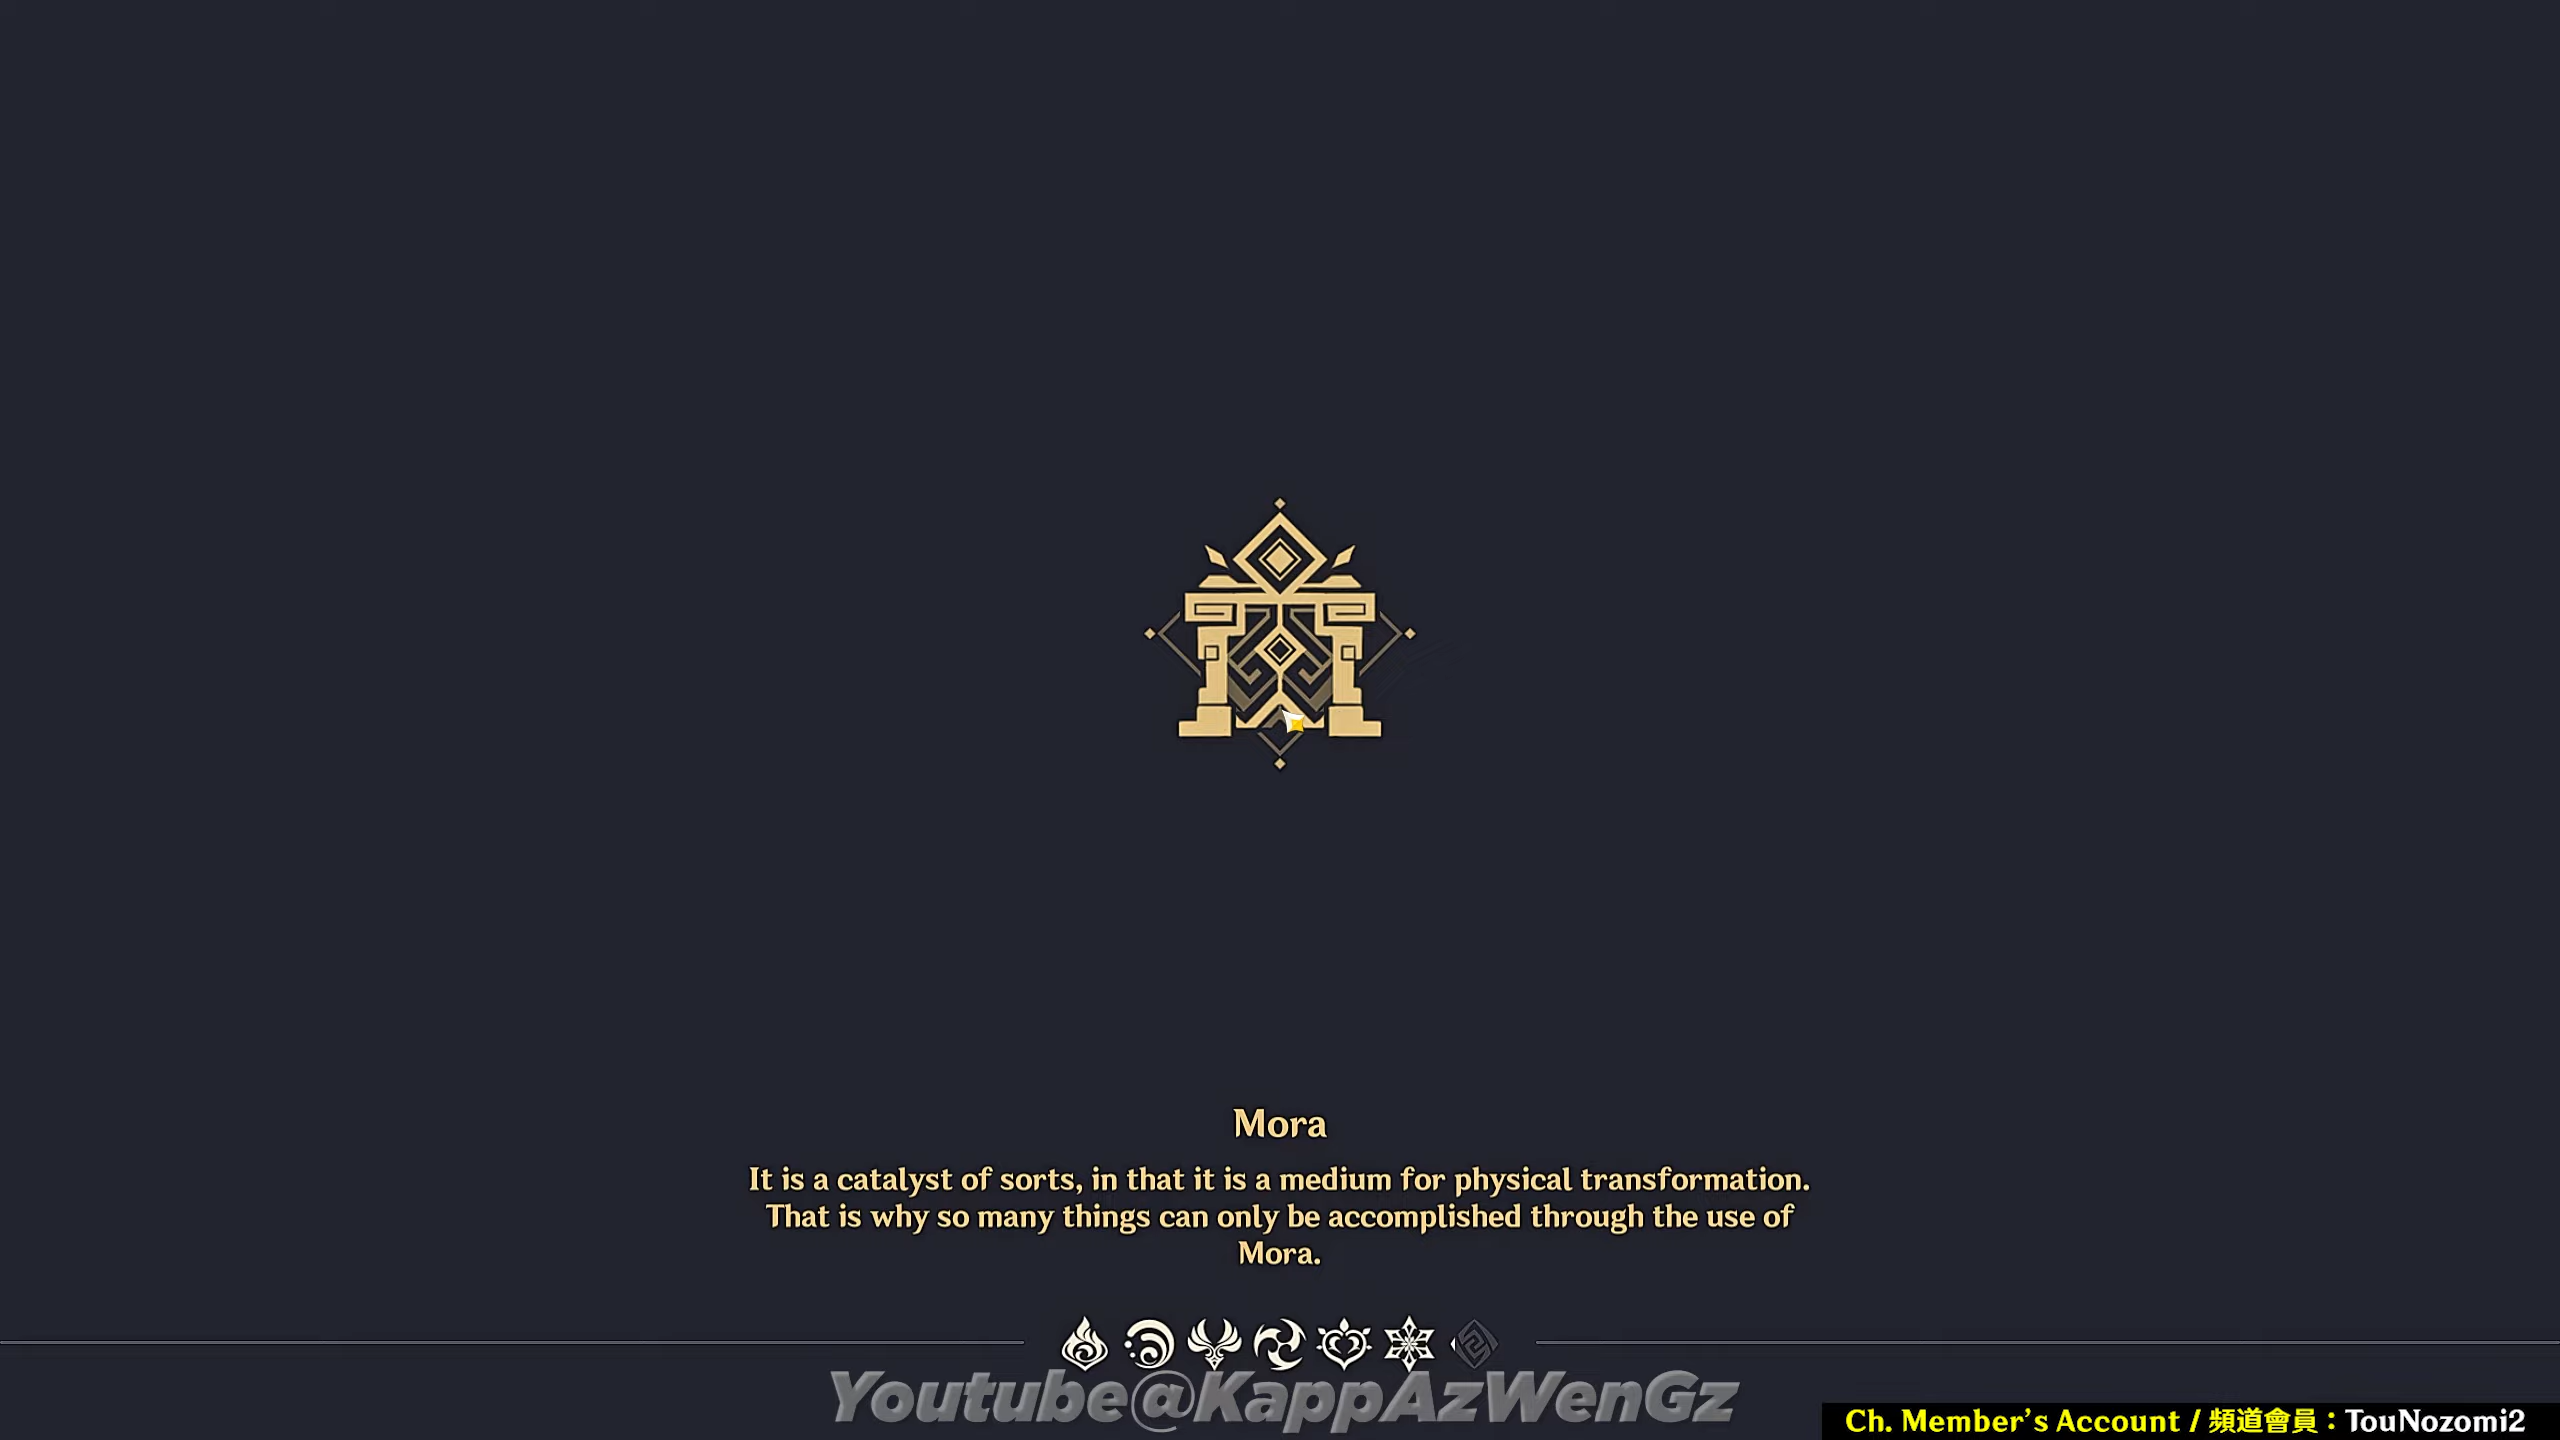 Mora
It is a catalyst of sorts, in that it is a medium for physical transformation.
That is why so many things can only be accomplished through the use of
Mora.
Youtube@KappAzWenGz
Ch. Member's Account / 頻道會員：TouNozomi2